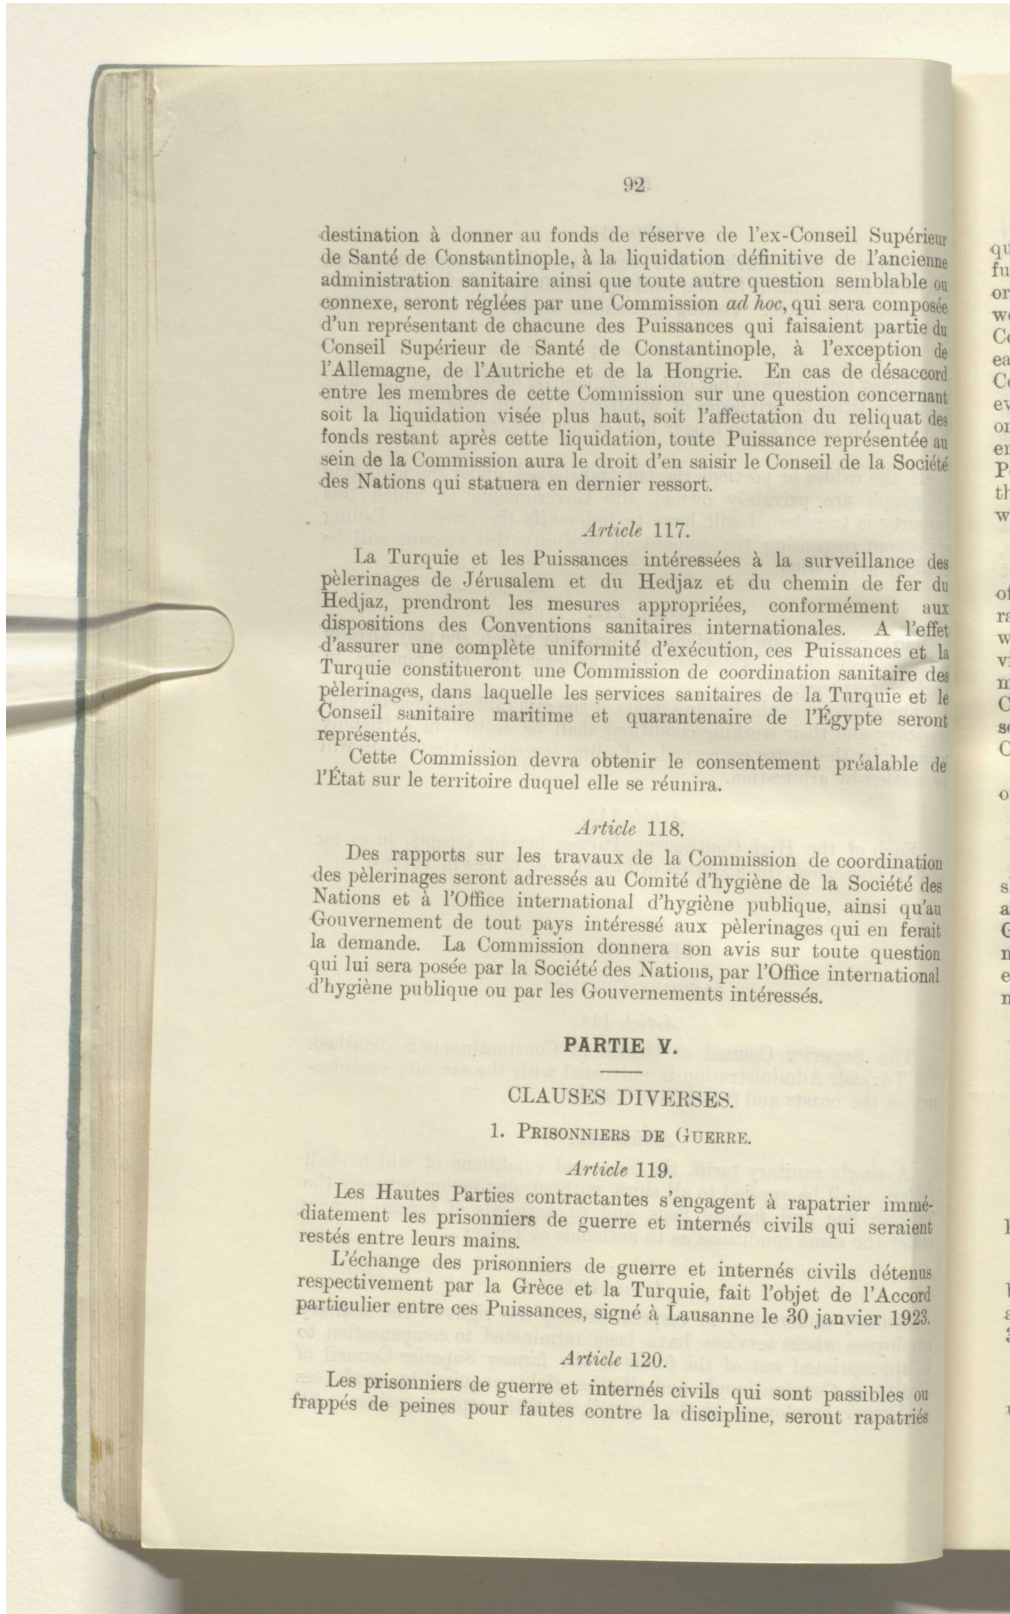 92
destination à donner au fonds de réserve de l'ex-Conseil Supérieur
de Santé de Constantinople, à la liquidation définitive de l'ancienne
administration sanitaire ainsi que toute autre question semblable ou
connexe, seront réglées par une Commission ad hoc, qui sera composée
d'un représentant de chacune des Puissances qui faisaient partie du
Conseil Supérieur de Santé de Constantinople, à l'exception de
l'Allemagne, de l'Autriche et de la Hongrie. En cas de désaccord
entre les membres de cette Commission sur une question concernant
soit la liquidation visée plus haut, soit l'affectation du reliquat des
fonds restant après cette liquidation, toute Puissance représentée au
sein de la Commission aura le droit d'en saisir le Conseil de la Société
des Nations qui statuera en dernier ressort.
Article 117.
La Turquie et les Puissances intéressées à la surveillance des
pèlerinages de Jérusalem et du Hedjaz et du chemin de fer du
Hedjaz, prendront les mesures appropriées, conformément aux
dispositions des Conventions sanitaires internationales. A l'effet
d'assurer une complète uniformité d'exécution, ces Puissances et la
Turquie constitueront une Commission de coordination sanitaire des
pèlerinages, dans laquelle les services sanitaires de la Turquie et le
Conseil sanitaire maritime et quarantenaire de l'Égypte seront
représentés.
Cette Commission devra obtenir le consentement préalable de
l'État sur le territoire duquel elle se réunira.
Article 118.
Des rapports sur les travaux de la Commission de coordination
des pèlerinages seront adressés au Comité d'hygiène de la Société des
Nations et à l'Office international d'hygiène publique, ainsi qu'au
Gouvernement de tout pays intéressé aux pèlerinages qui en ferait
la demande. La Commission donnera son avis sur toute question
qui lui sera posée par la Société des Nations, par l'Office international
d'hygiène publique ou par les Gouvernements intéressés.
PARTIE V.
CLAUSES DIVERSES.
1. PRISONNIERS DE GUERRE.
Article 119.
Les Hautes Parties contractantes s'engagent à rapatrier immé-
diatement les prisonniers de guerre et internés civils qui seraient
restés entre leurs mains.
L'échange des prisonniers de guerre et internés civils détenus
respectivement par la Grèce et la Turquie, fait l'objet de l'Accord
particulier entre ces Puissances, signé à Lausanne le 30 janvier 1923.
Article 120.
Les prisonniers de guerre et internés civils qui sont passibles ou
frappés de peines pour fautes contre la discipline, seront rapatriés